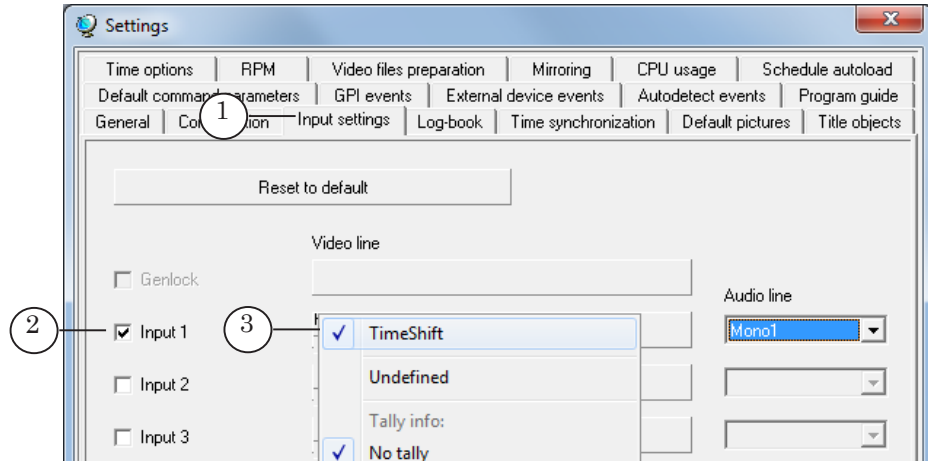 Settings
Time options RPM Video files preparation Mirroring CPU usage Schedule autoload
Default command parameters GPI events External device events Autodetect events Program guide
1
General Input settings Log-book Time synchronization Default pictures Title objects
Reset to default
Video line
Genlock
Audio line
2 Input 1 3 TimeShift Mono1
Input 2 Undefined
Tally info:
Input 3
No tally